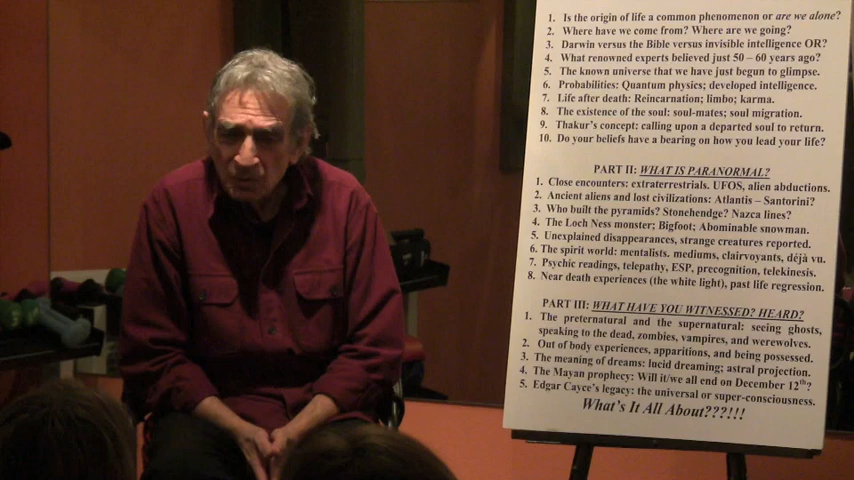 1. Is the origin of life a common phenomenon or are we alone?
2. Where have we come from? Where are we going?
3. Darwin versus the Bible versus invisible intelligence OR?
4. What renowned experts believed just 50 – 60 years ago?
5. The known universe that we have just begun to glimpse.
6. Probabilities: Quantum physics; developed intelligence.
7. Life after death: Reincarnation; limbo; karma.
8. The existence of the soul: soul-mates; soul migration.
9. Thakur's concept: calling upon a departed soul to return.
10. Do your beliefs have a bearing on how you lead your life?
PART II: WHAT IS PARANORMAL?
1. Close encounters: extraterrestrials. UFOS, alien abductions.
2. Ancient aliens and lost civilizations: Atlantis – Santorini?
3. Who built the pyramids? Stonehendge? Nazca lines?
4. The Loch Ness monster; Bigfoot; Abominable snowman.
5. Unexplained disappearances, strange creatures reported.
6. The spirit world: mentalists. mediums, clairvoyants, déjà vu.
7. Psychic readings, telepathy, ESP, precognition, telekinesis.
8. Near death experiences (the white light), past life regression.
PART III: WHAT HAVE YOU WITNESSED? HEARD?
1. The preternatural and the supernatural: seeing ghosts,
speaking to the dead, zombies, vampires, and werewolves.
2. Out of body experiences, apparitions, and being possessed.
3. The meaning of dreams: lucid dreaming; astral projection.
4. The Mayan prophecy: Will it/we all end on December 12th?
5. Edgar Cayce's legacy: the universal or super-consciousness.
What's It All About???!!!